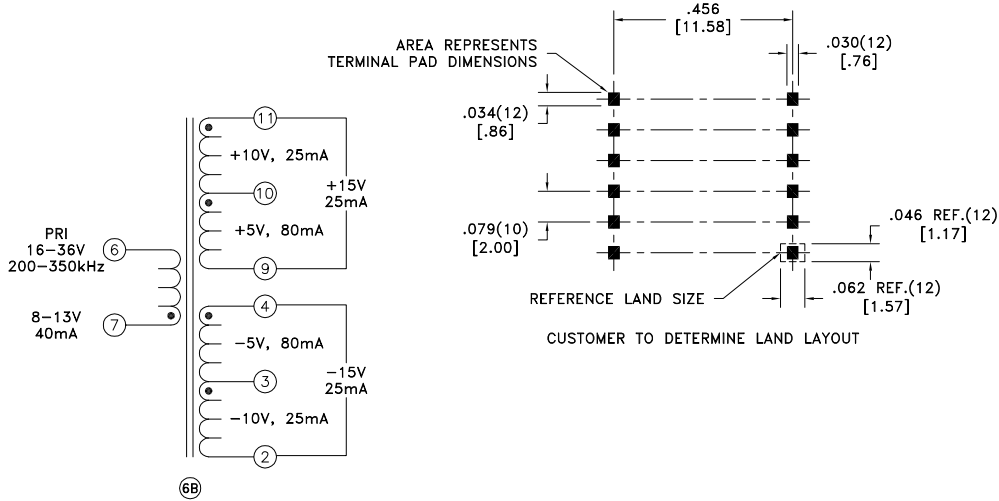 PRI
16-36V
200-350kHz
6
7
8-13V
40mA
11
+10V, 25mA
10
+15V
25mA
+5V, 80mA
9
4
-5V, 80mA
3
-15V
25mA
-10V, 25mA
2
6B
.456
[11.58]
AREA REPRESENTS
TERMINAL PAD DIMENSIONS
.030(12)
[.76]
.034(12)
[.86]
.079(10)
[2.00]
.046 REF.(12)
[1.17]
REFERENCE LAND SIZE
.062 REF.(12)
[1.57]
CUSTOMER TO DETERMINE LAND LAYOUT